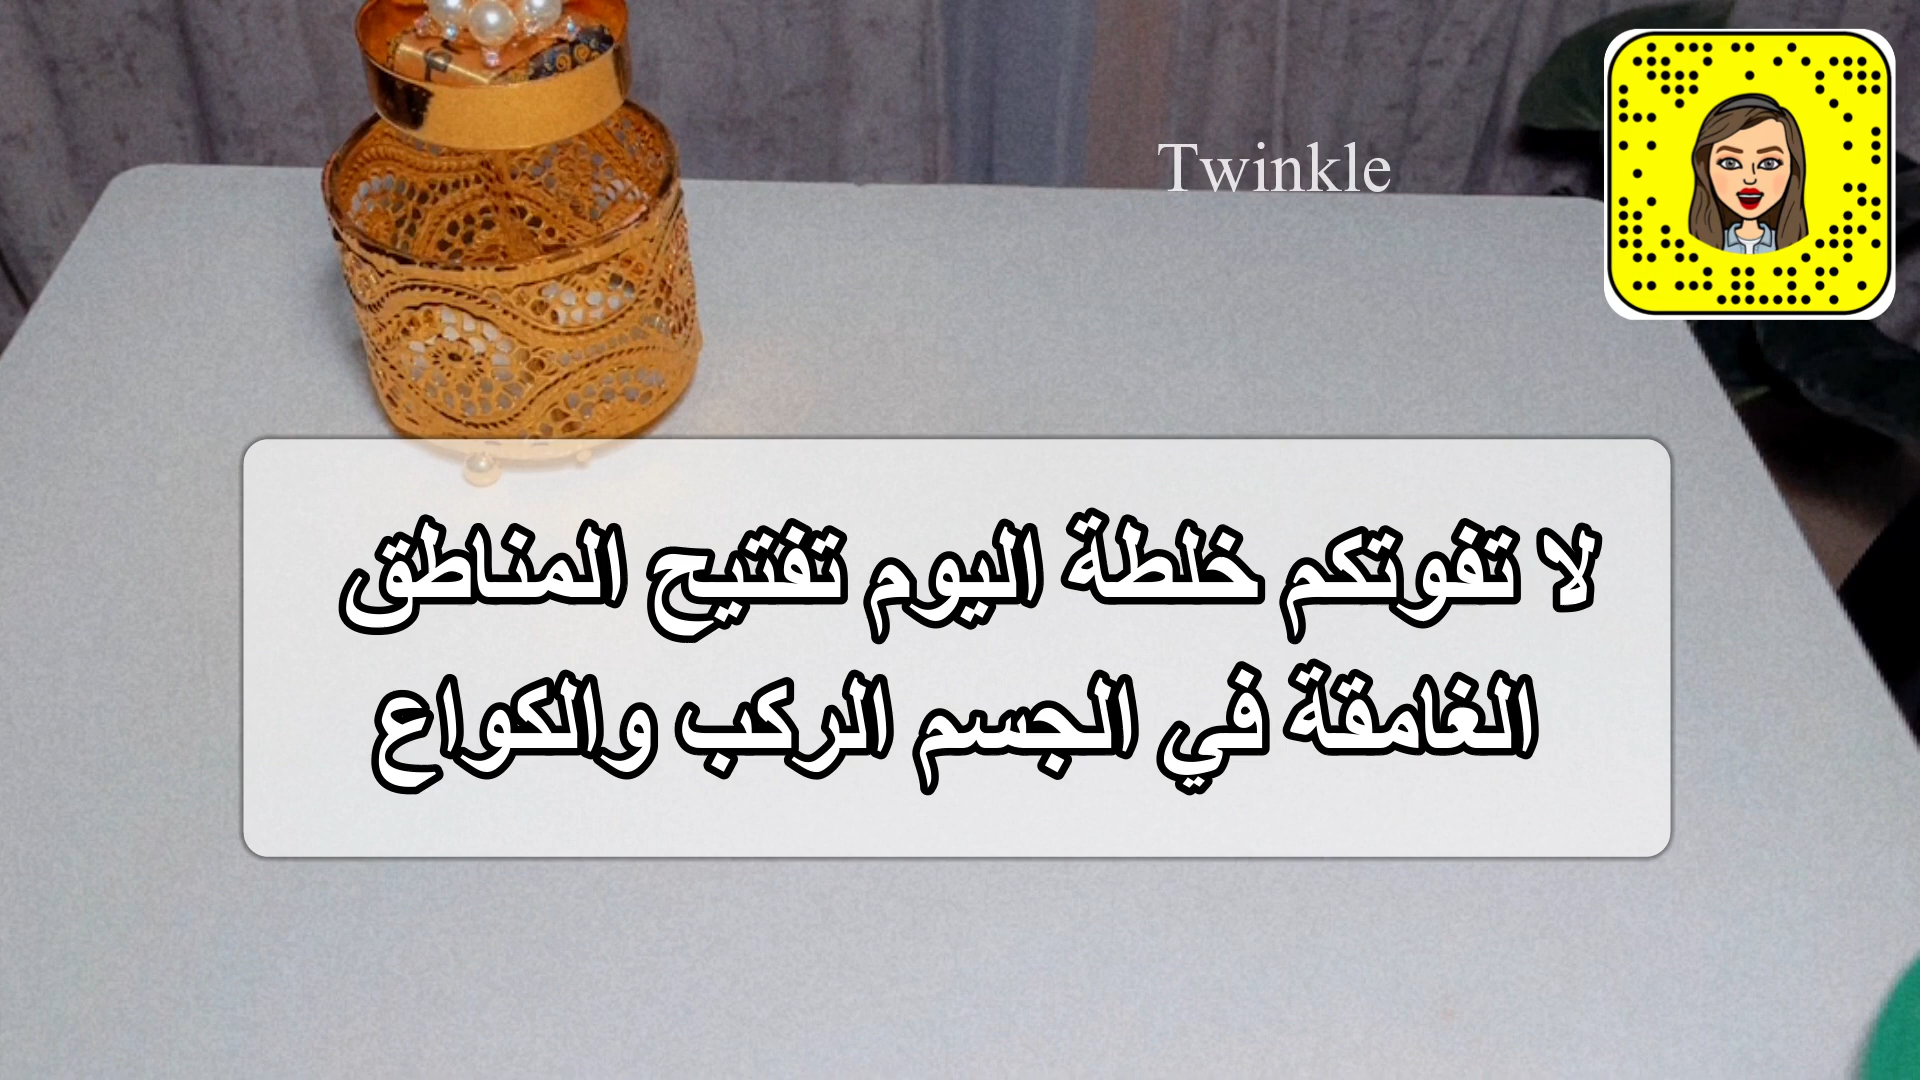 Twinkle
لا تفوتكم خلطة اليوم تفتيح المناطق
الغامقة في الجسم الركب والكواع